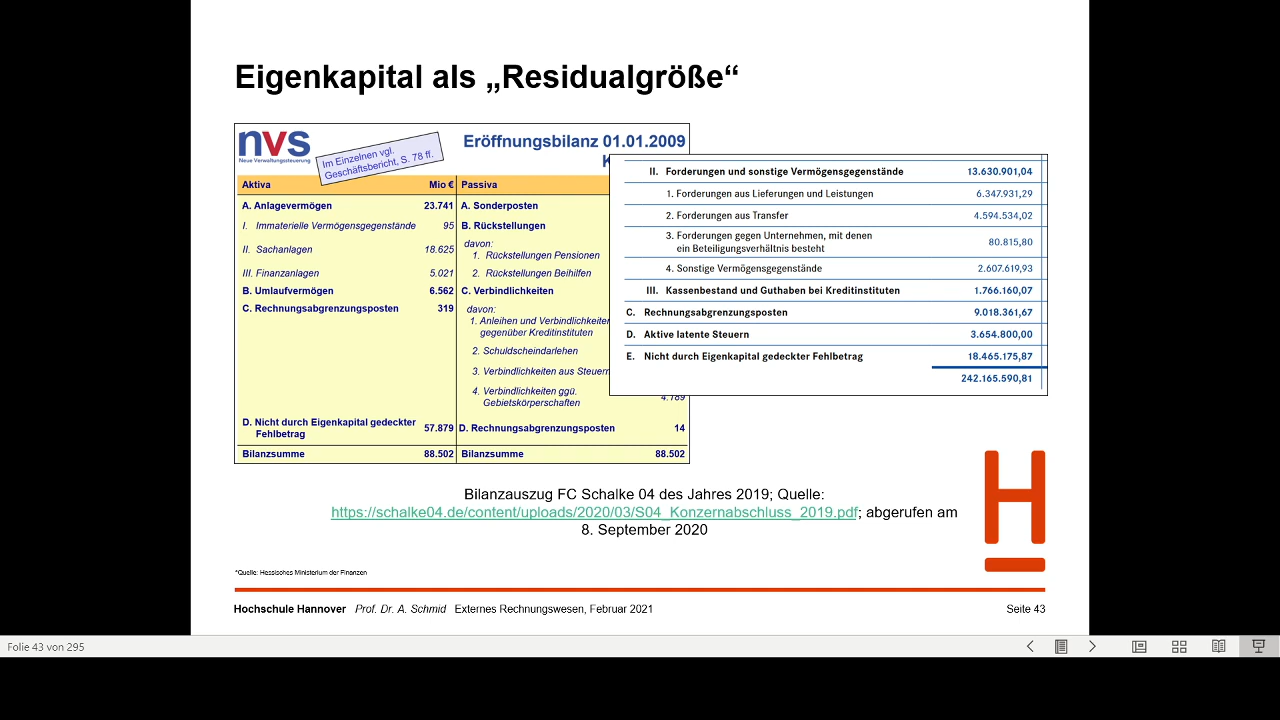 Eigenkapital als „Residualgröße“
nvs
Neue Verwaltungssteuerung
Im Einzelnen vgl.
Geschäftsbericht, S. 78 ff.
Eröffnungsbilanz 01.01.2009
K
Aktiva Mio € Passiva
A. Anlagevermögen 23.741 A. Sonderposten
I. Immaterielle Vermögensgegenstände 95 B. Rückstellungen
davon:
1. Rückstellungen Pensionen
II. Sachanlagen 18.625
III. Finanzanlagen 5.021 2. Rückstellungen Beihilfen
B. Umlaufvermögen 6.562 C. Verbindlichkeiten
C. Rechnungsabgrenzungsposten 319 davon:
1. Anleihen und Verbindlichkeiten
gegenüber Kreditinstituten
2. Schuldscheindarlehen
3. Verbindlichkeiten aus Steuern
4. Verbindlichkeiten ggü.
Gebietskörperschaften 4.789
D. Nicht durch Eigenkapital gedeckter
Fehlbetrag 57.879 D. Rechnungsabgrenzungsposten 14
Bilanzsumme 88.502 Bilanzsumme 88.502
II. Forderungen und sonstige Vermögensgegenstände 13.630.901,04
1. Forderungen aus Lieferungen und Leistungen 6.347.931,29
2. Forderungen aus Transfer 4.594.534,02
3. Forderungen gegen Unternehmen, mit denen
ein Beteiligungsverhältnis besteht 80.815,80
4. Sonstige Vermögensgegenstände 2.607.619,93
III. Kassenbestand und Guthaben bei Kreditinstituten 1.766.160,07
C. Rechnungsabgrenzungsposten 9.018.361,67
D. Aktive latente Steuern 3.654.800,00
E. Nicht durch Eigenkapital gedeckter Fehlbetrag 18.465.175,87
242.165.590,81
Bilanzauszug FC Schalke 04 des Jahres 2019; Quelle:
https://schalke04.de/content/uploads/2020/03/S04_Konzernabschluss_2019.pdf; abgerufen am
8. September 2020
H
*Quelle: Hessisches Ministerium der Finanzen
Hochschule Hannover Prof. Dr. A. Schmid Externes Rechnungswesen, Februar 2021 Seite 43
Folie 43 von 295